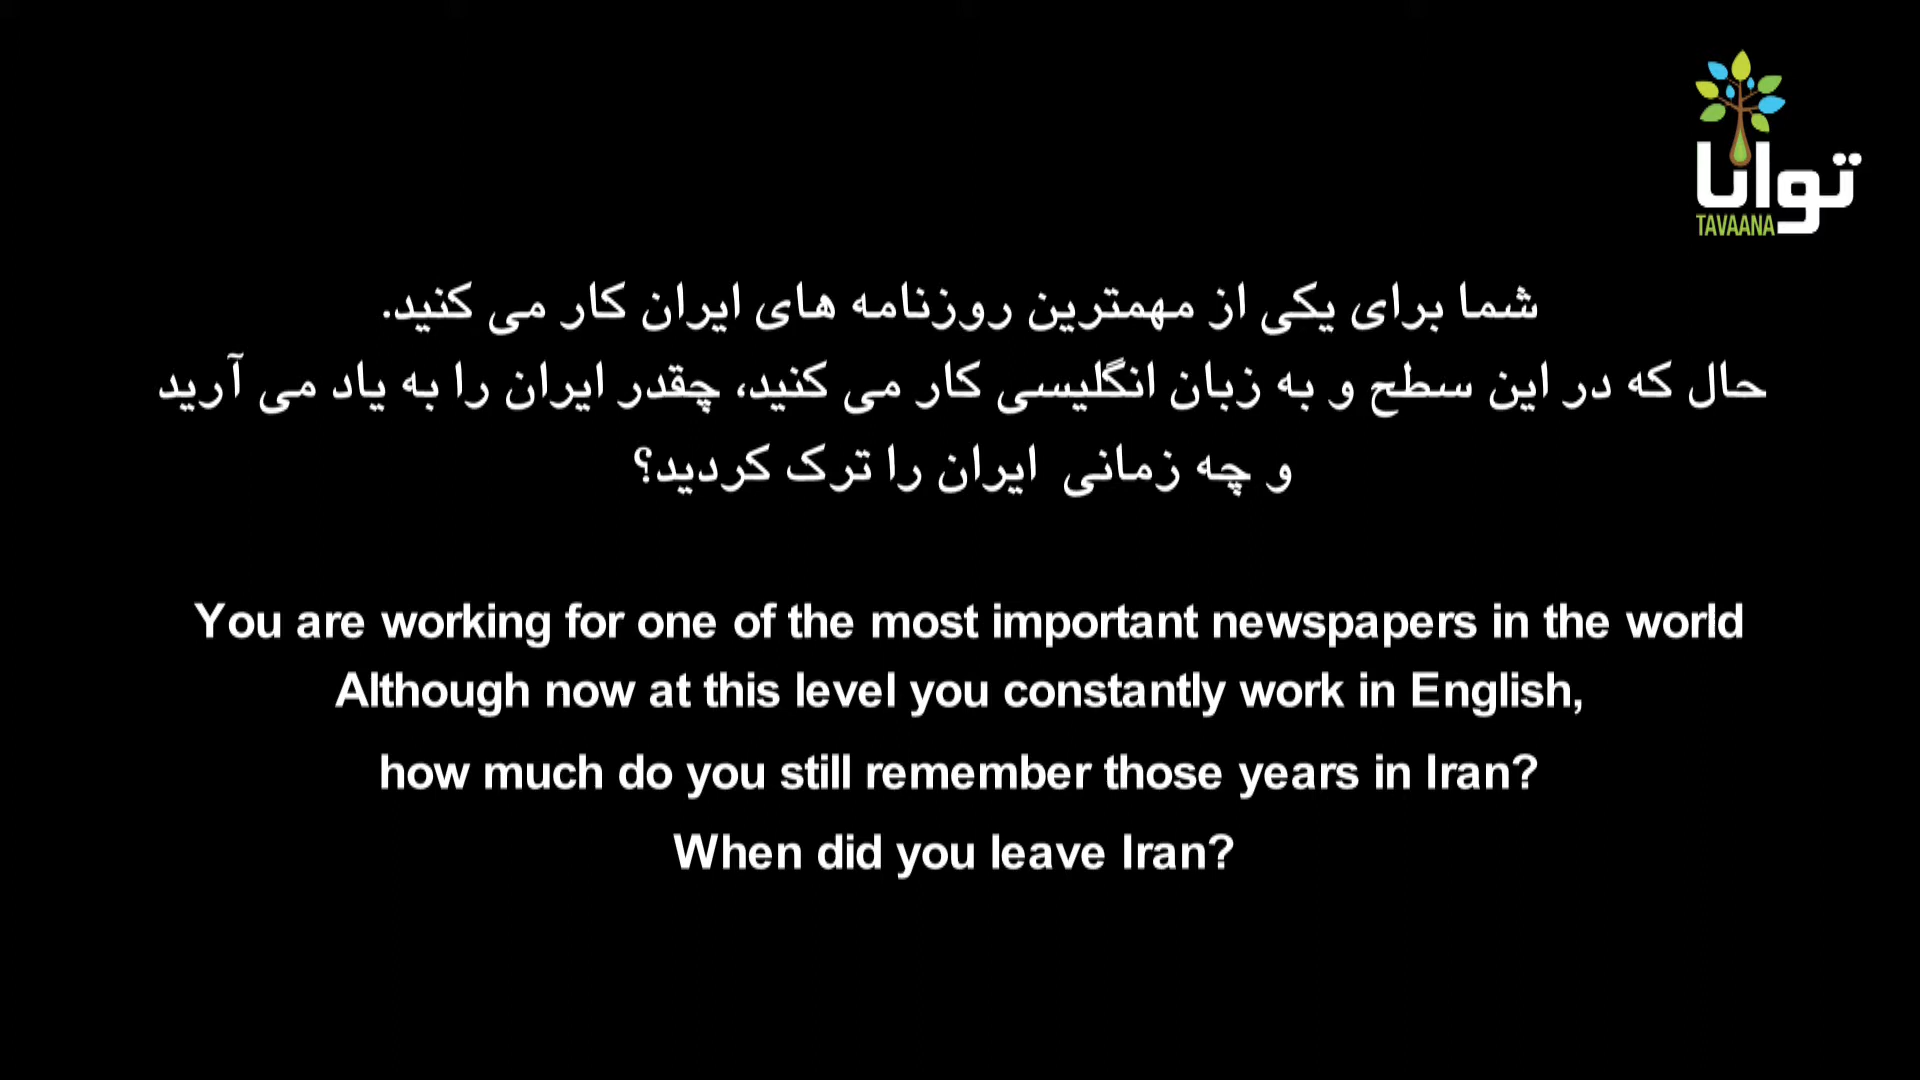 توانا
TAVAANA
شما برای یکی از مهمترین روزنامه های ایران کار می کنید.
حال که در این سطح و به زبان انگلیسی کار می کنید، چقدر ایران را به یاد می آرید
و چه زمانی ایران را ترک کردید؟
You are working for one of the most important newspapers in the world
Although now at this level you constantly work in English,
how much do you still remember those years in Iran?
When did you leave Iran?